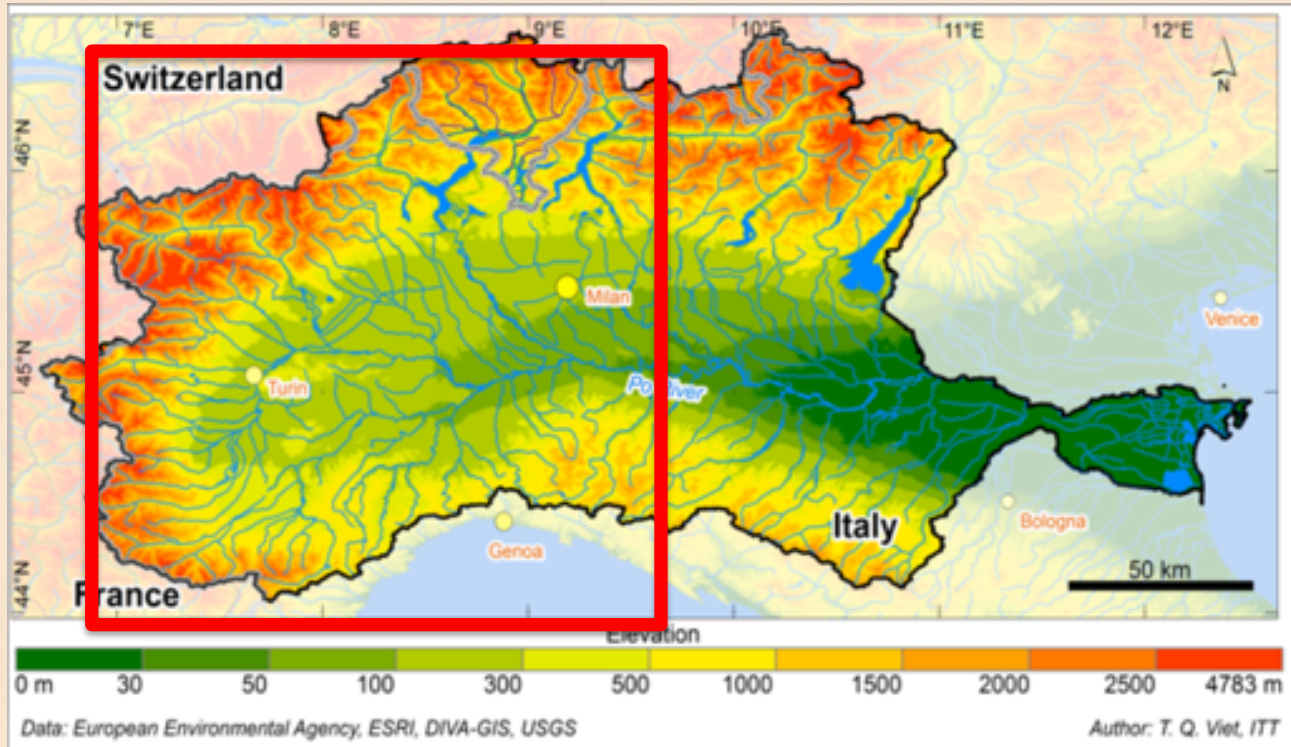 7°E 8°E 9°E 10°E 11°E 12°E
Switzerland
N
46°N
Milan
Venice
45°N
Turin
Po River
Italy
Bologna
Genoa
50 km
44°N
France
Elevation
0 m 30 50 100 300 500 1000 1500 2000 2500 4783 m
Data: European Environmental Agency, ESRI, DIVA-GIS, USGS
Author: T. Q. Viet, ITT